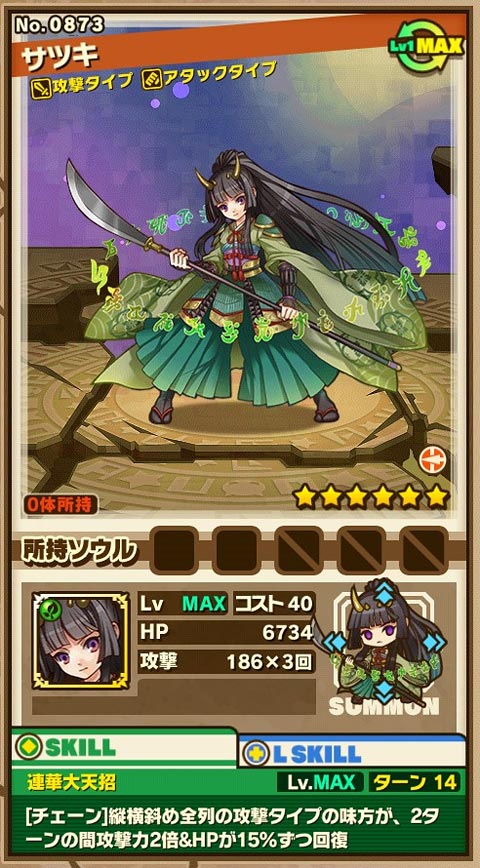 No.0873
サツキ
Lv1 MAX
攻撃タイプ アタックタイプ
0体所持
所持ソウル
Lv MAX コスト 40
HP 6734
攻撃 186×3回
SUMMON
SKILL
L SKILL
連華大天招 Lv.MAX ターン 14
[チェーン]縦横斜め全列の攻撃タイプの味方が、2タ
ーンの間攻撃力2倍&HPが15%ずつ回復